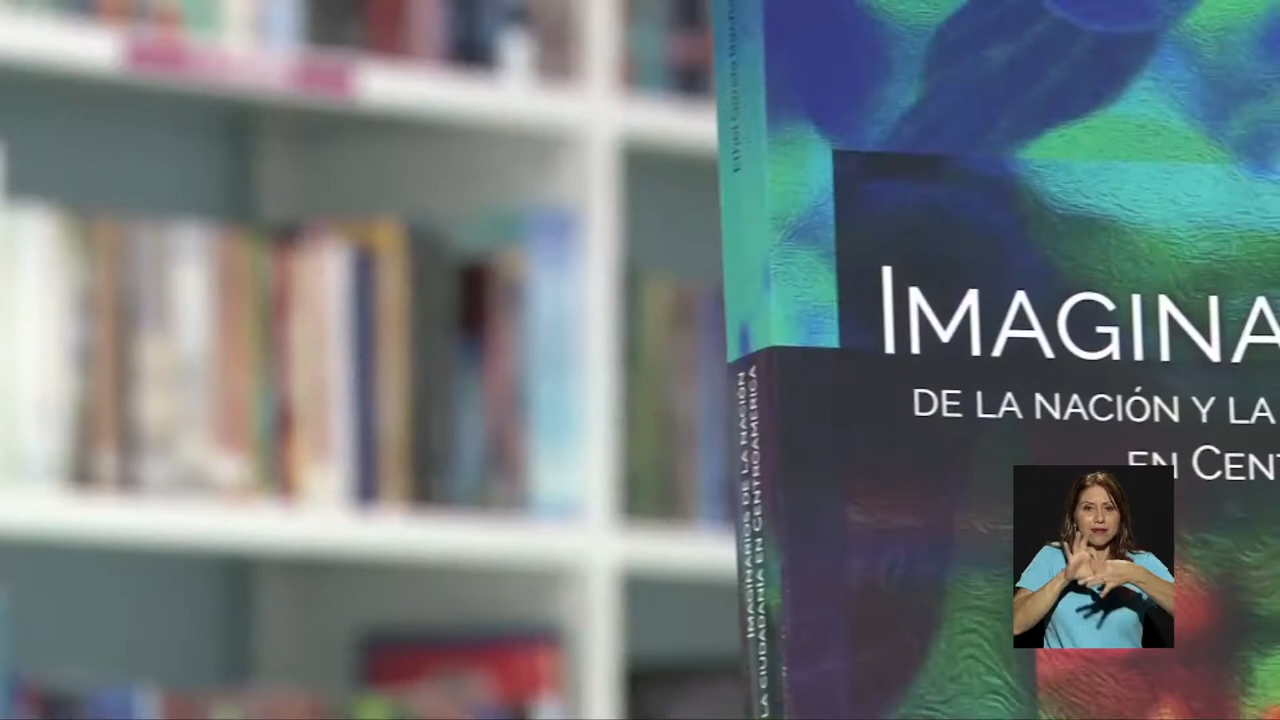 IMAGINA
DE LA NACIÓN Y LA
EN CENT
IMAGINARIOS DE LA NACIÓN
LA CIUDADANÍA EN CENTROAMÉRICA